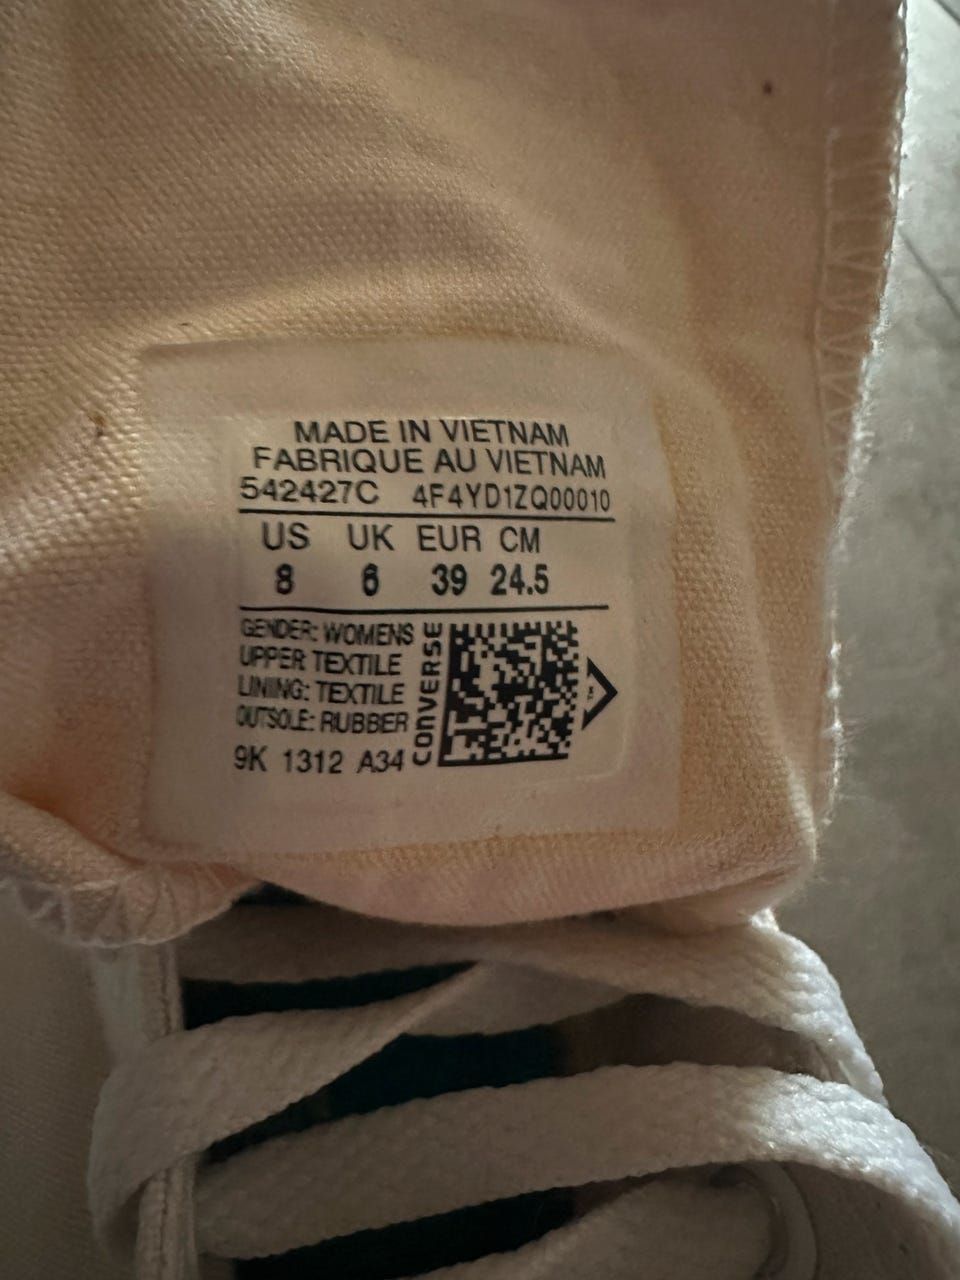 MADE IN VIETNAM
FABRIQUE AU VIETNAM
542427C 4F4YD1ZQ00010
US UK EUR CM
8 6 39 24.5
GENDER: WOMENS
UPPER TEXTILE
LINING: TEXTILE
OUTSOLE: RUBBER
9K 1312 A34
CONVERSE
TM